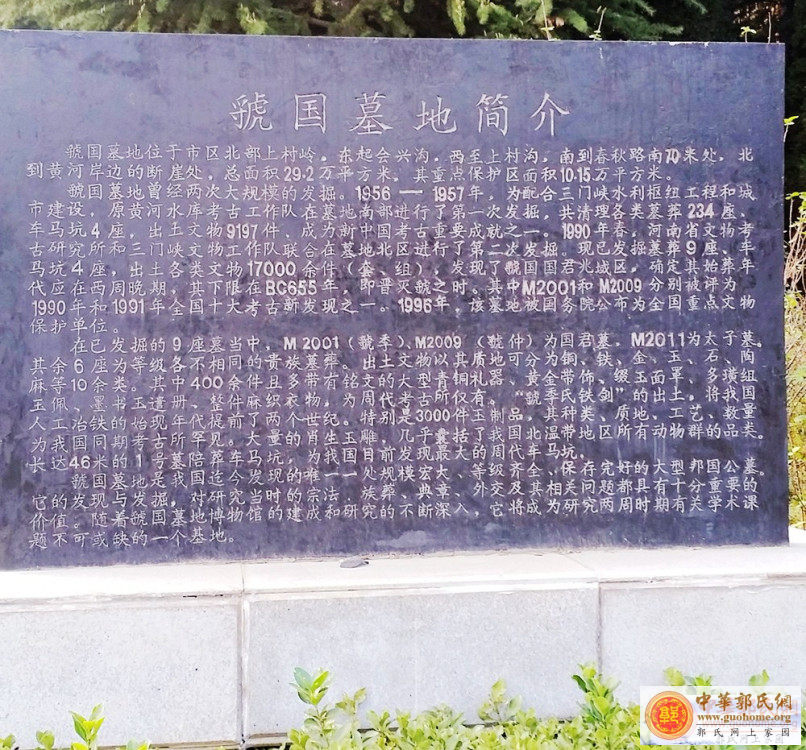 虢国墓地简介
虢国墓地位于市区北部上村岭，东起会兴沟，西至上村沟，南到春秋路南70米处，北
到黄河岸边的断崖处，总面积29.2万平方米，其重点保护区面积10.15万平方米。
虢国墓地曾经两次大规模的发掘。1956——1957年，为配合三门峡水利枢纽工程和城
市建设，原黄河水库考古工作队在墓地南部进行了第一次发掘，共清理各类墓葬234座、
车马坑4座，出土文物9197件，成为新中国考古重要成就之一。1990年春，河南省文物考
古研究所和三门峡文物工作队联合在墓地北区进行了第二次发掘。现已发掘墓葬9座、车
马坑4座，出土各类文物17000余件（套、组），发现了虢国国君兆域区，确定其始葬年
代应在西周晚期，其下限在BC655年，即晋灭虢之时。其中M2001和M2009分别被评为
1990年和1991年全国十大考古新发现之一。1996年，该墓地被国务院公布为全国重点文物
保护单位。
在已发掘的9座墓当中，M2001（虢季）、M2009（虢仲）为国君墓，M2011为太子墓。
其余6座为等级各不相同的贵族墓葬。出土文物以其质地可分为铜、铁、金、玉、石、陶
麻等10余类。其中400余件且多带有铭文的大型青铜礼器、黄金带饰、缀玉面罩、多璜组
玉佩、墨书玉遣册、整件麻织衣物，为周代考古所仅有。“虢季氏铁剑”的出土，将我国
人工冶铁的始现年代提前了两个世纪。特别是3000件玉制品，其种类、质地、工艺、数量
为我国同期考古所罕见。大量的肖生玉雕，几乎囊括了我国北温带地区所有动物群的品类。
长达46米的1号墓陪葬车马坑，为我国目前发现最大的周代车马坑。
虢国墓地是我国迄今发现的唯一一处规模宏大、等级齐全、保存完好的大型邦国公墓。
它的发现与发掘，对研究当时的宗法、族葬、典章、外交及其相关问题都具有十分重要的
价值。随着虢国墓地博物馆的建成和研究的不断深入，它将成为研究两周时期有关学术课
题不可或缺的一个墓地。
中华郭氏网
www.guohome.org
郭氏网上家园